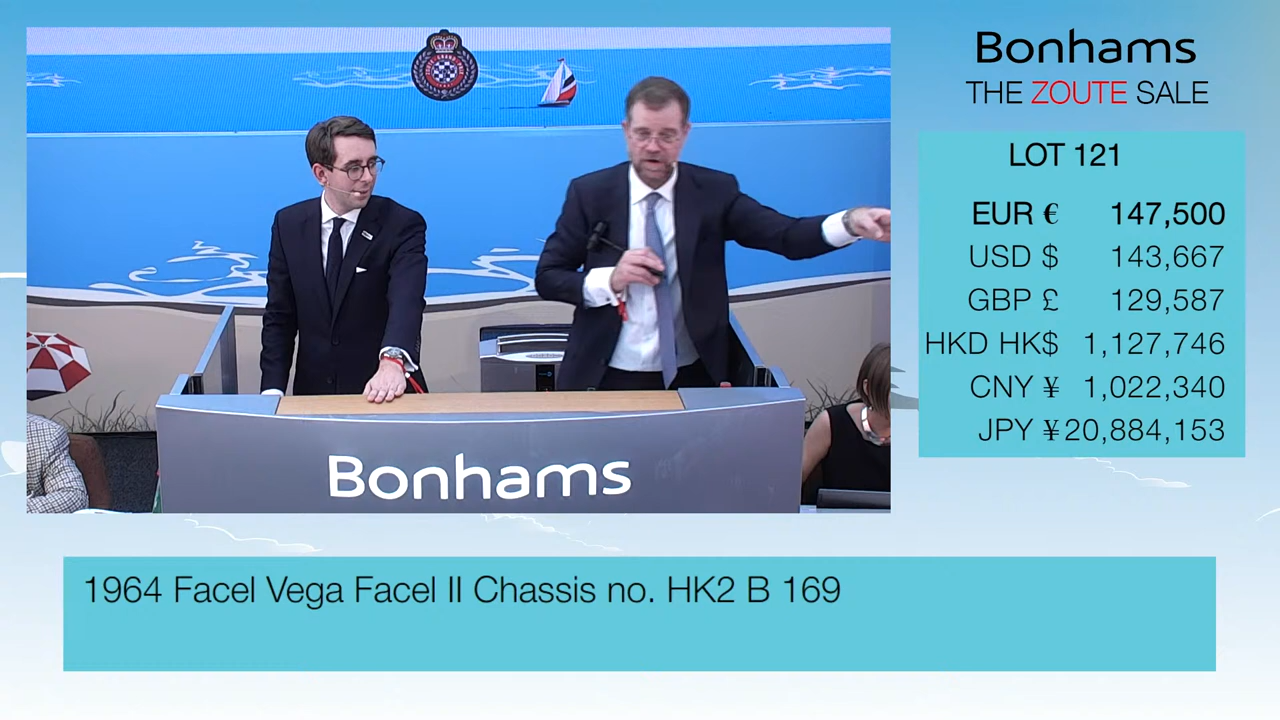 Bonhams
THE ZOUTE SALE
LOT 121
EUR € 147,500
USD $ 143,667
GBP £ 129,587
HKD HK$ 1,127,746
CNY ¥ 1,022,340
JPY ¥ 20,884,153
Bonhams
1964 Facel Vega Facel II Chassis no. HK2 B 169